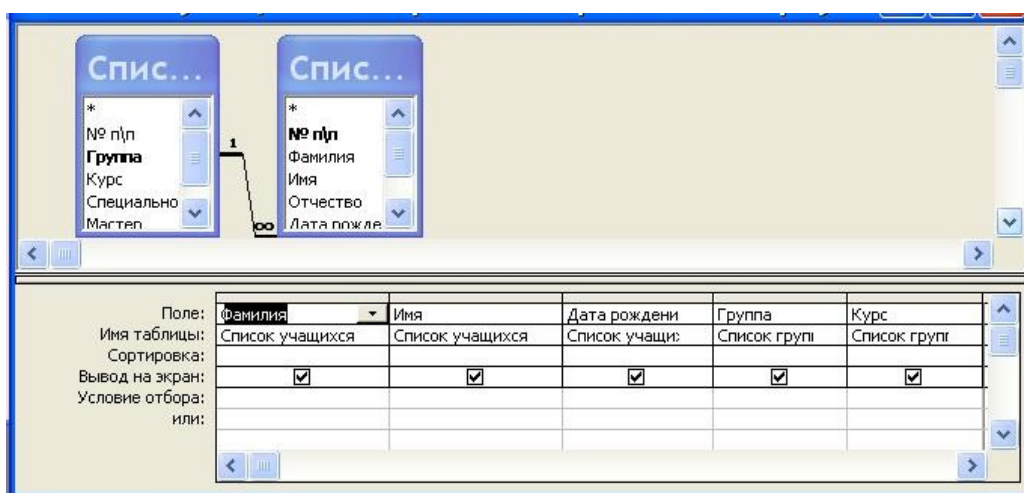 Спис...
*
№ п\п
Группа
Курс
Специально
Мастер
1
∞
Спис...
*
№ п\п
Фамилия
Имя
Отчество
Дата рожде
Поле: Фамилия Имя Дата рождени Группа Курс
Имя таблицы: Список учащихся Список учащихся Список учащи: Список групı Список групг
Сортировка:
Вывод на экран:
Условие отбора:
или: